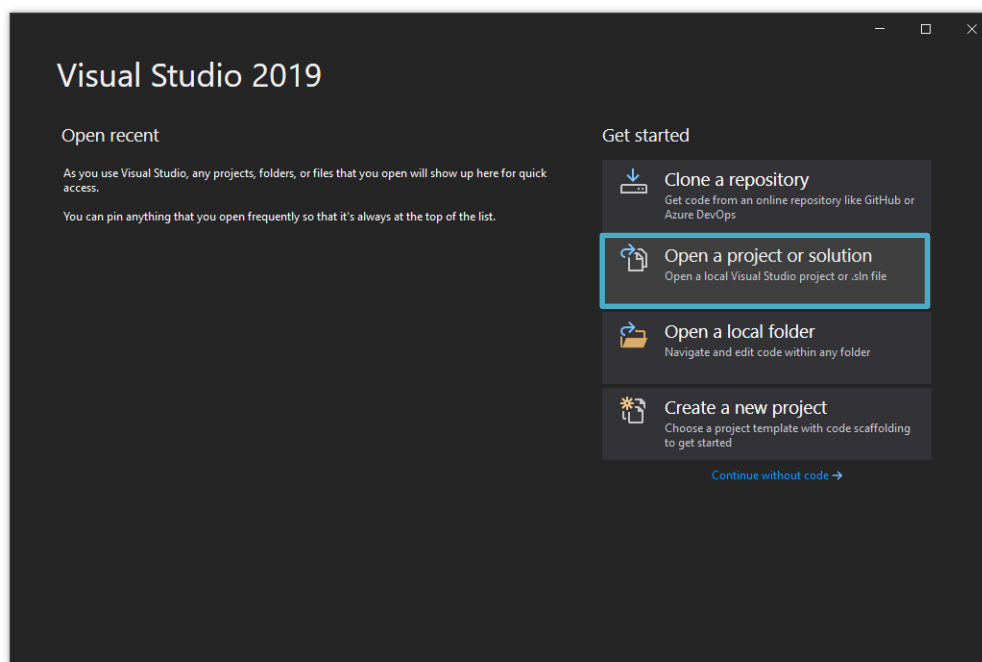 Visual Studio 2019
Open recent
As you use Visual Studio, any projects, folders, or files that you open will show up here for quick
access.
You can pin anything that you open frequently so that it's always at the top of the list.
Get started
Clone a repository
Get code from an online repository like GitHub or
Azure DevOps
Open a project or solution
Open a local Visual Studio project or .sln file
Open a local folder
Navigate and edit code within any folder
Create a new project
Choose a project template with code scaffolding
to get started
Continue without code →